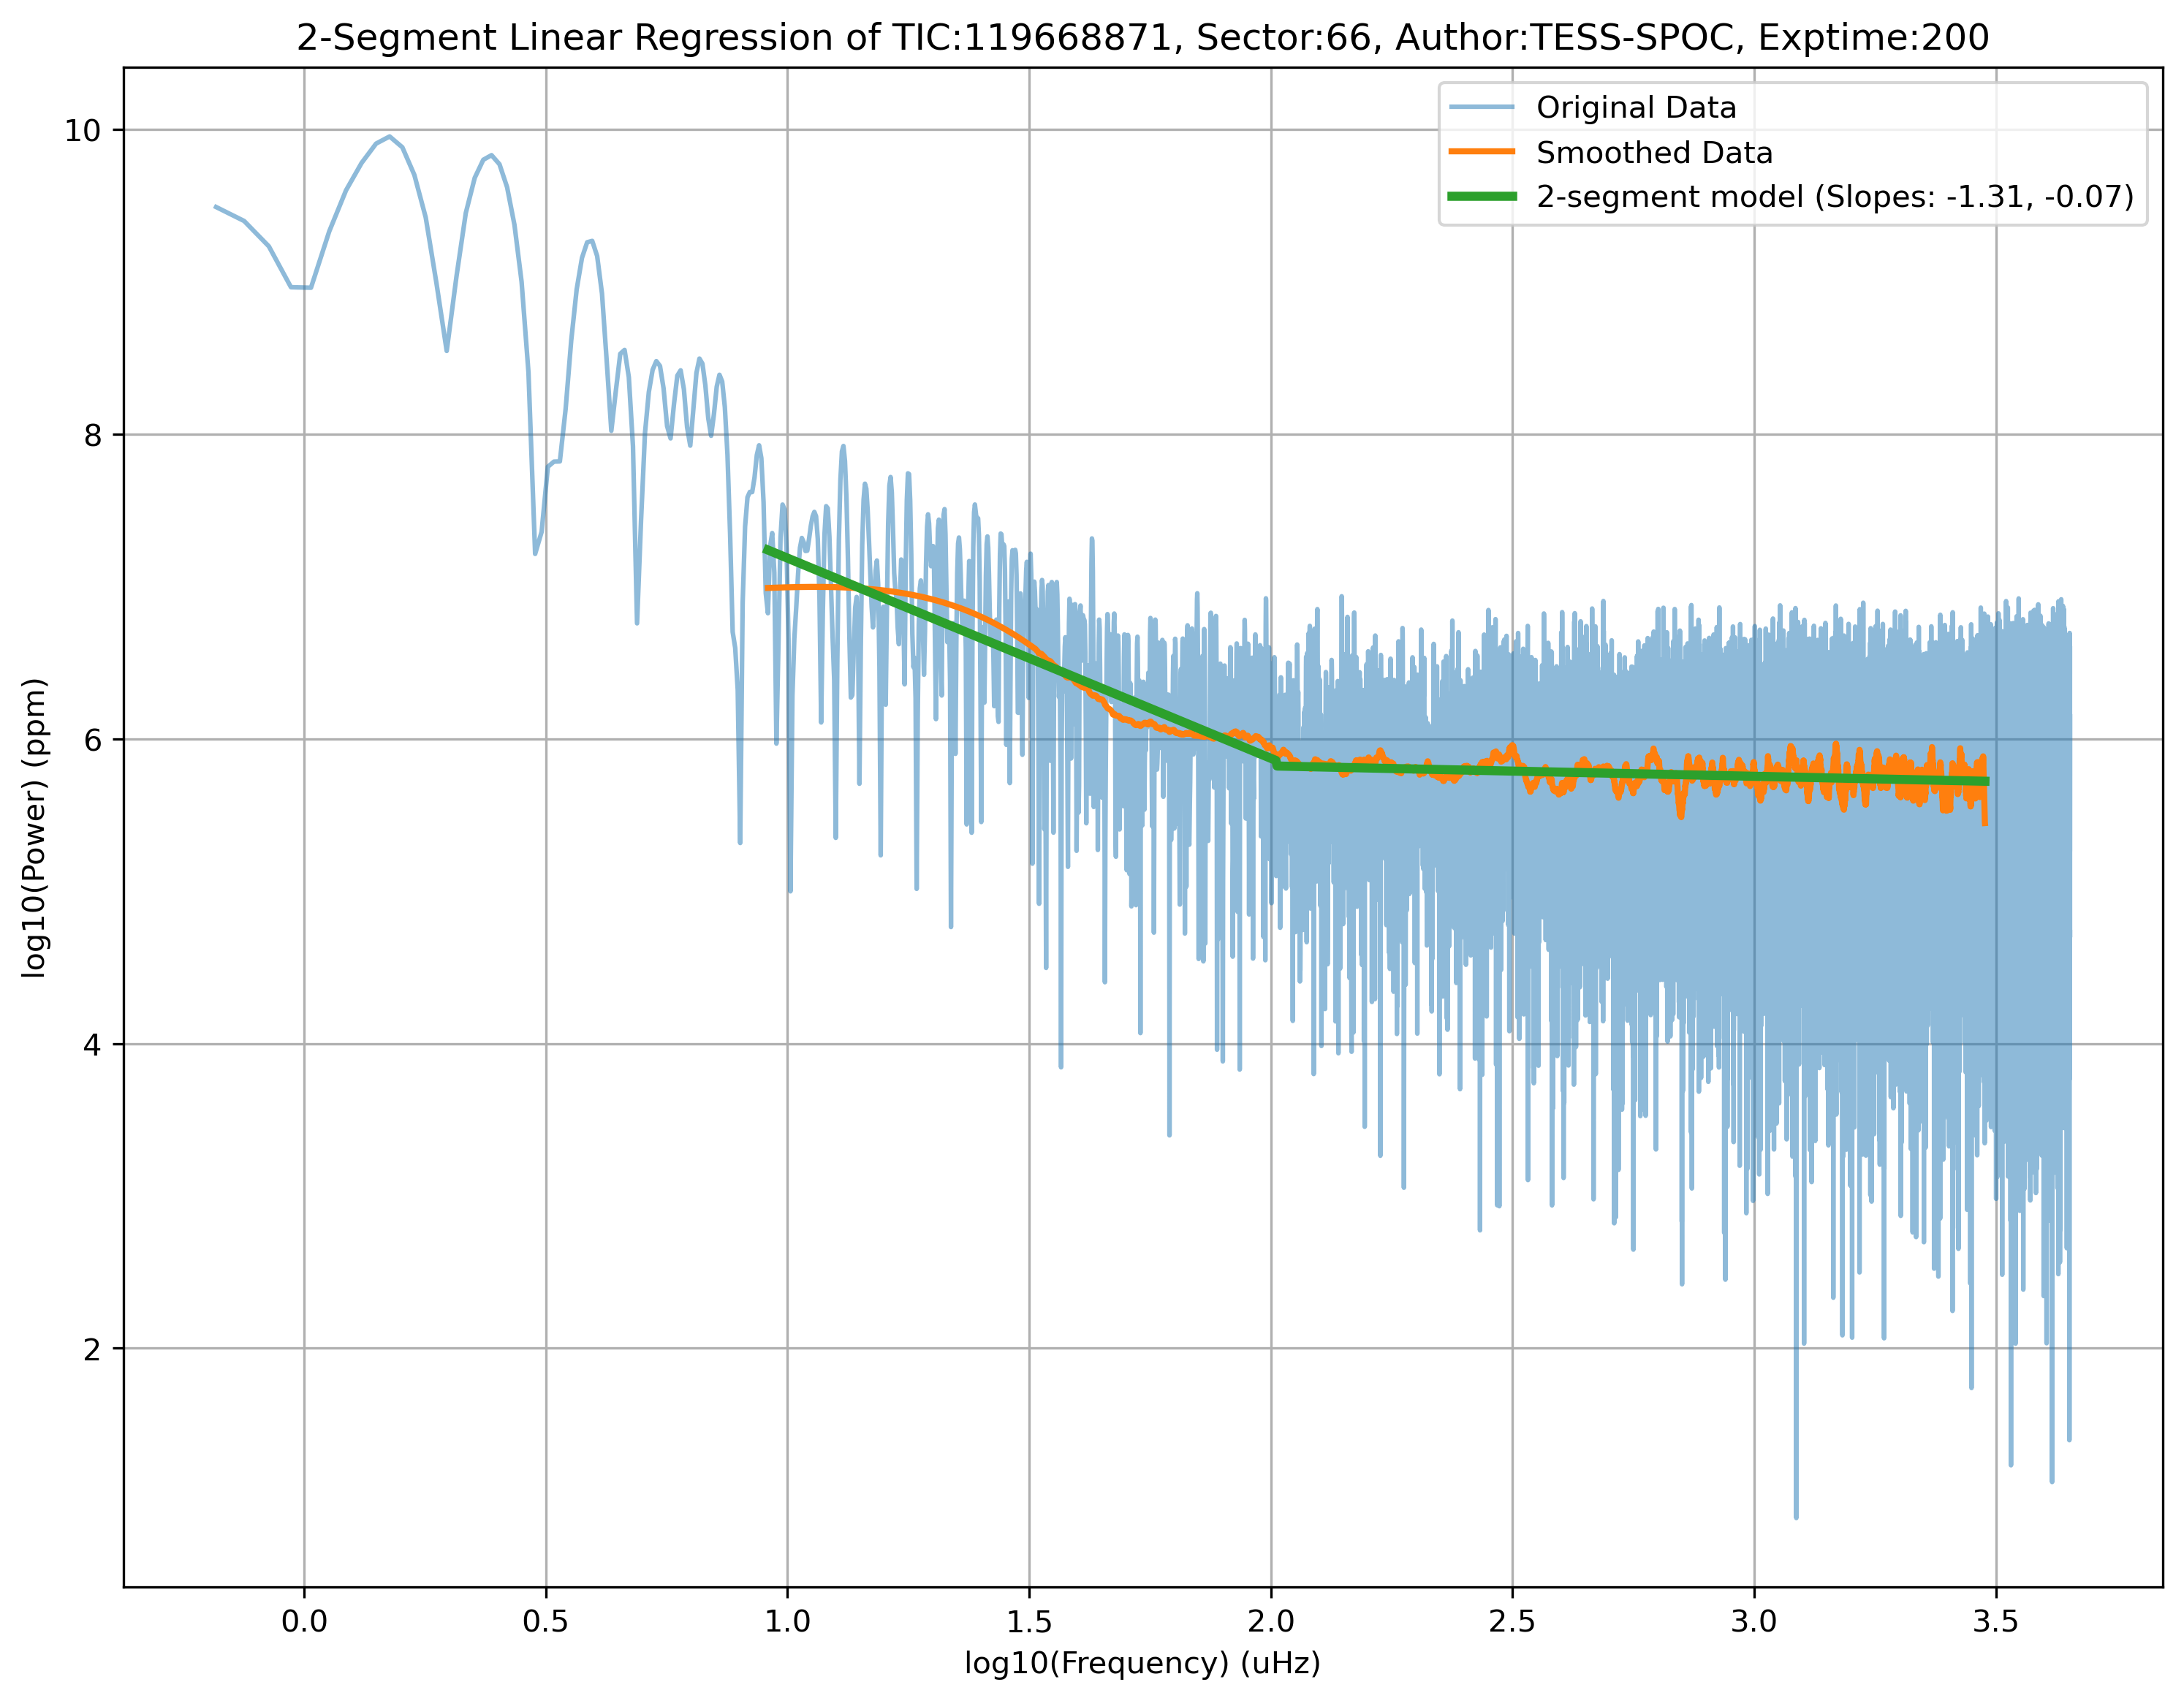 2-Segment Linear Regression of TIC:119668871, Sector:66, Author:TESS-SPOC, Exptime:200
Original Data
Smoothed Data
2-segment model (Slopes: -1.31, -0.07)
log10(Power) (ppm)
10
8
6
4
2
0.0 0.5 1.0 1.5 2.0 2.5 3.0 3.5
log10(Frequency) (uHz)